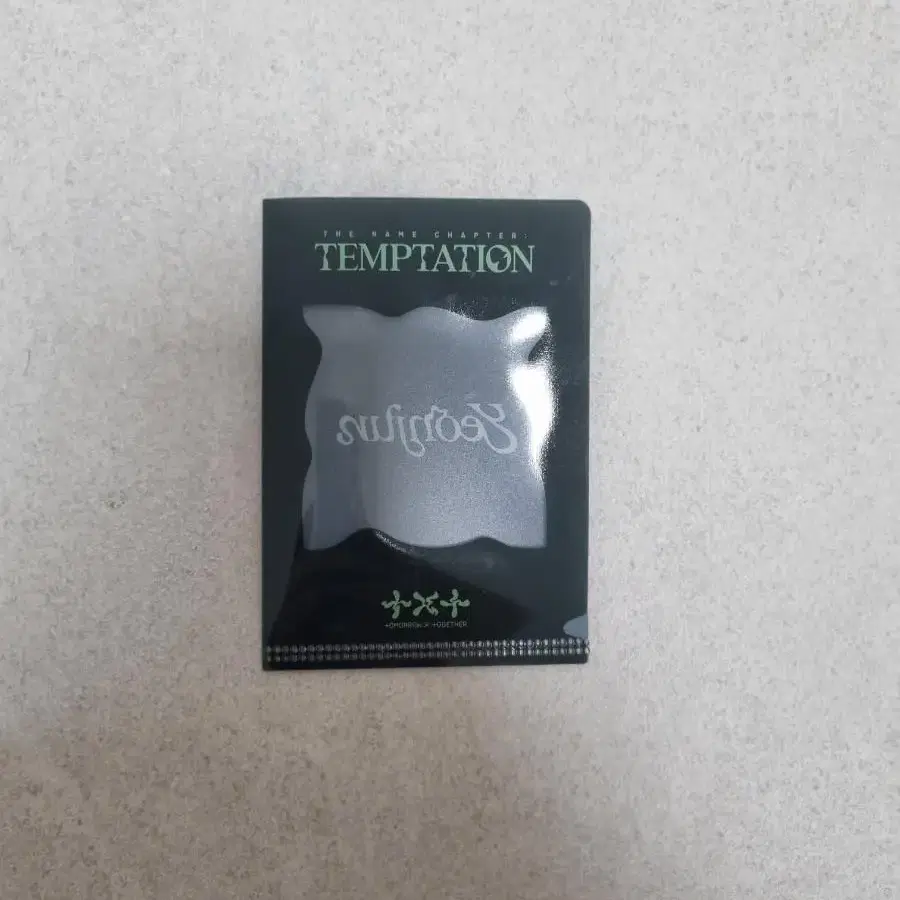 THE NAME CHAPTER:
TEMPTATION
Yeonjun
TOMORROW X TOGETHER